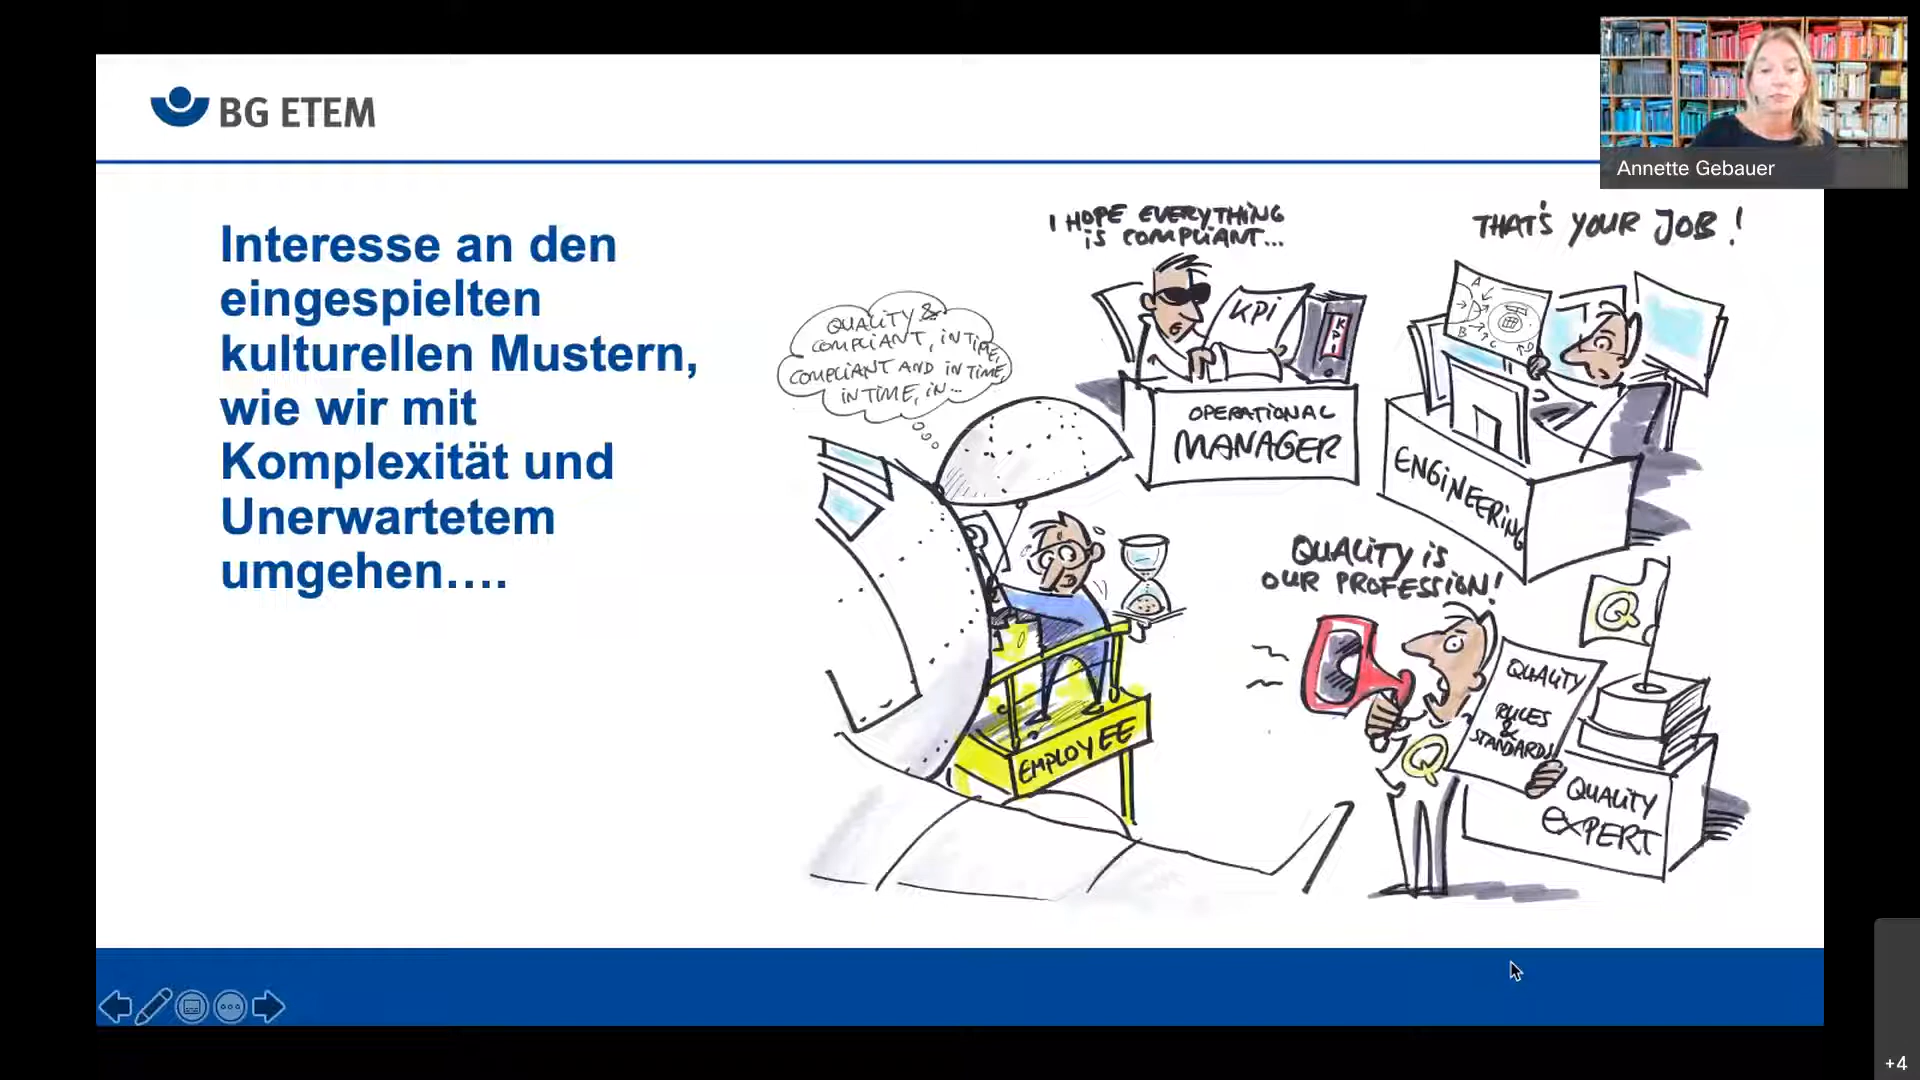 BG ETEM
Annette Gebauer
Interesse an den
eingespielten
kulturellen Mustern,
wie wir mit
Komplexität und
Unerwartetem
umgehen....
I HOPE EVERYTHING
IS COMPLIANT...
KPI
KPI
OPERATIONAL
MANAGER
THAT'S YOUR JOB!
A
B
C
D
ENGINEERING
QUALITY &
COMPLIANT, IN TIME,
COMPLIANT AND IN TIME,
IN TIME, IN...
EMPLOYEE
QUALITY IS
OUR PROFESSION!
Q
QUALITY
RULES
&
STANDARDS
Q
QUALITY
EXPERT
+4